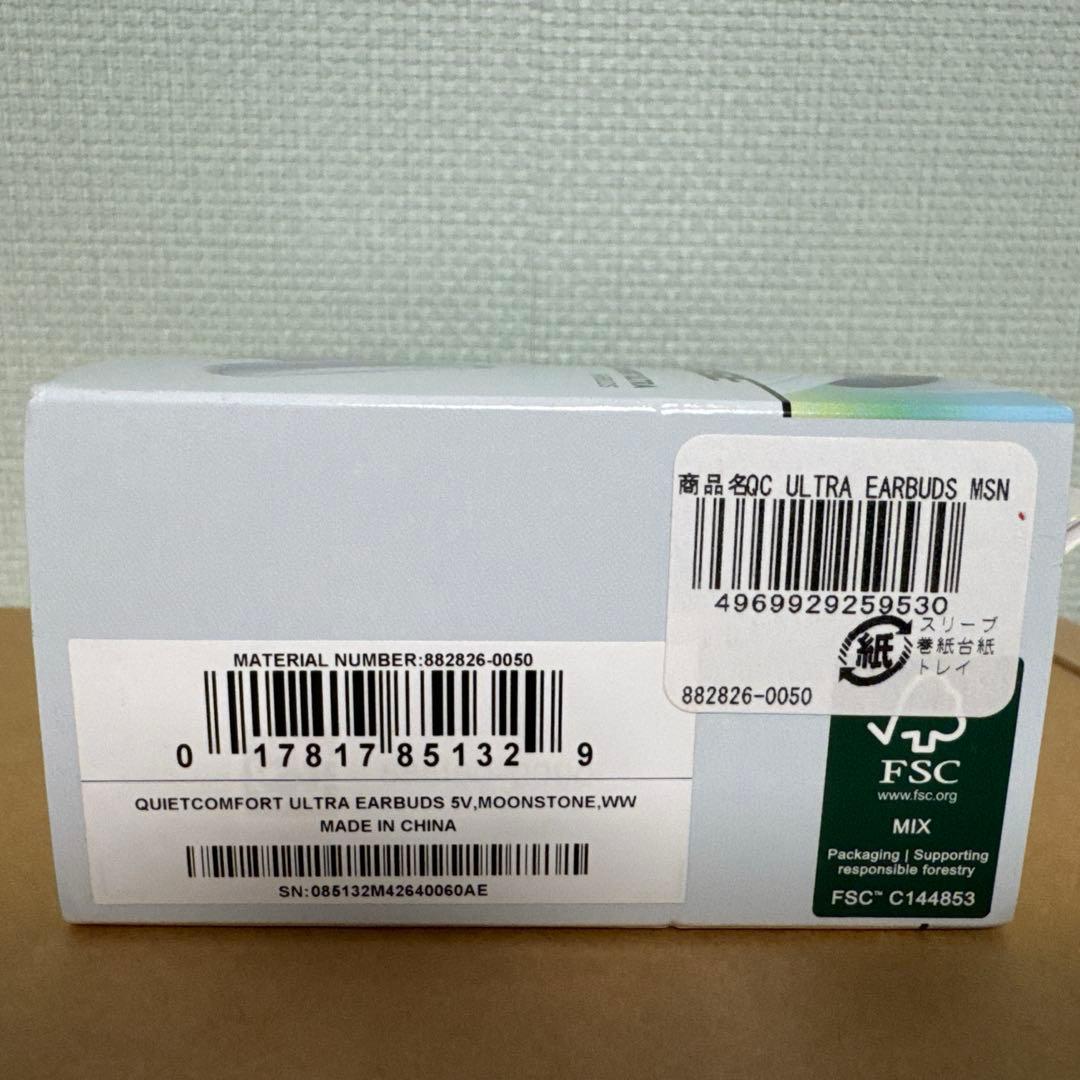 商品名QC ULTRA EARBUDS MSN
4969929259530
紙
スリーブ
巻紙台紙
トレイ
882826-0050
MATERIAL NUMBER:882826-0050
0 17817 85132 9
QUIETCOMFORT ULTRA EARBUDS 5V,MOONSTONE,WW
MADE IN CHINA
SN:085132M42640060AE
FSC
www.fsc.org
MIX
Packaging | Supporting
responsible forestry
FSC™ C144853